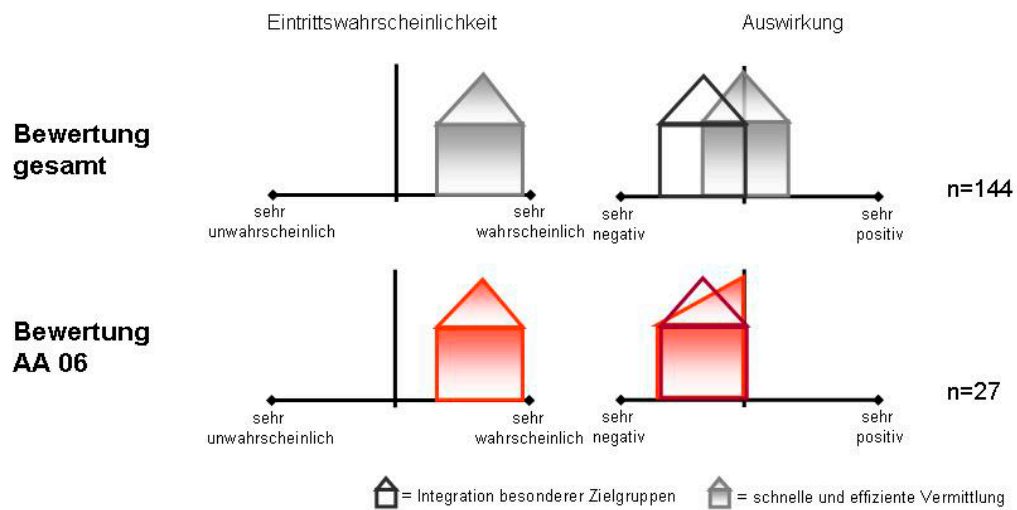 Eintrittswahrscheinlichkeit
Auswirkung
Bewertung
gesamt
n=144
sehr
unwahrscheinlich
sehr
wahrscheinlich
sehr
negativ
sehr
positiv
Bewertung
AA 06
n=27
sehr
unwahrscheinlich
sehr
wahrscheinlich
sehr
negativ
sehr
positiv
= Integration besonderer Zielgruppen
= schnelle und effiziente Vermittlung